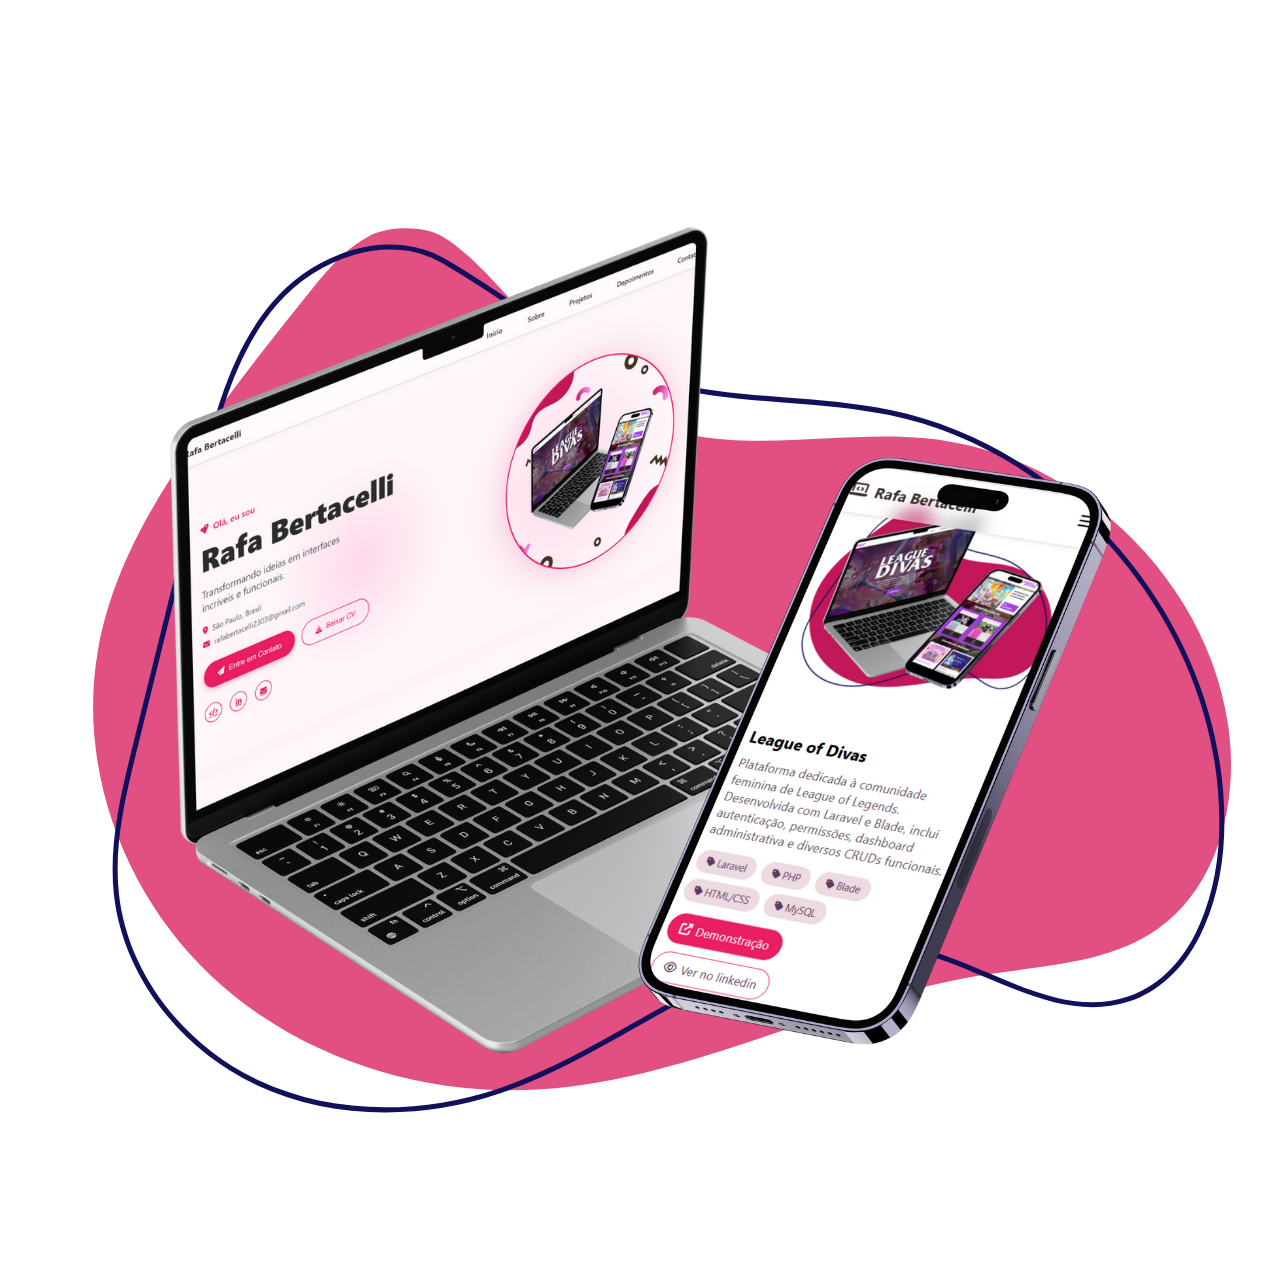 Rafa Bertacelli
Início
Sobre
Projetos
Depoimentos
Olá, eu sou
Rafa Bertacelli
Transformando ideias em interfaces
incríveis e funcionais.
São Paulo, Brasil
rafabertacelli2303@gmail.com
Entre em Contato
Baixar CV
LEAGUE
DIVAS
esc
delete
tab
Q W E R T Y U I O P
caps lock
A S D F G H J K L
shift
Z X C V B N M
fn
control
option
command
Rafa Bertacelli
LEAGUE
DIVAS
League of Divas
Plataforma dedicada à comunidade
feminina de League of Legends.
Desenvolvida com Laravel e Blade, inclui
autenticação, permissões, dashboard
administrativa e diversos CRUDs funcionais.
Laravel
PHP
Blade
HTML/CSS
MySQL
Demonstração
Ver no linkedin